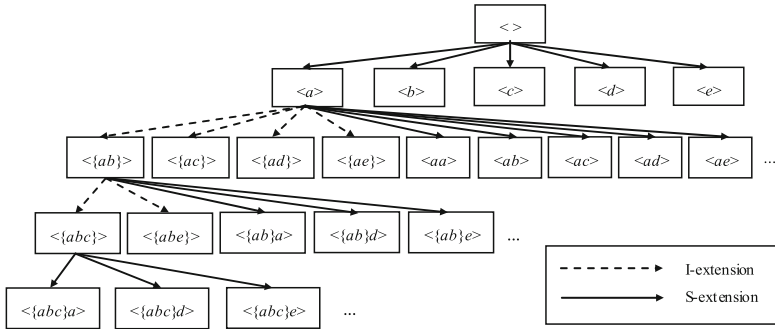 < >
<a> <b> <c> <d> <e>
<{ab}> <{ac}> <{ad}> <{ae}> <aa> <ab> <ac> <ad> <ae> ...
<{abc}> <{abe}> <{ab}a> <{ab}d> <{ab}e> ...
I-extension
S-extension
<{abc}a> <{abc}d> <{abc}e> ...